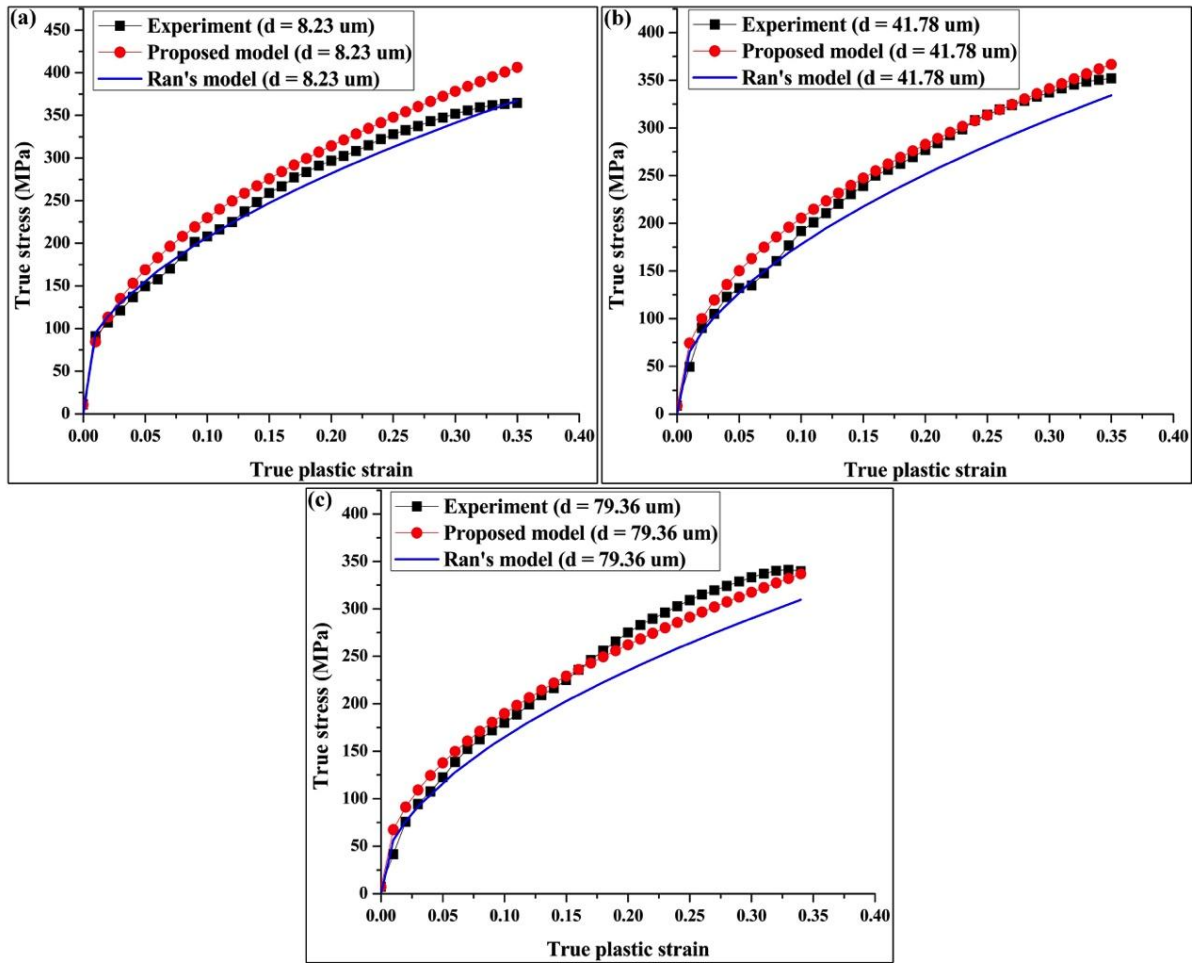 (a)
Experiment (d = 8.23 um)
Proposed model (d = 8.23 um)
Ran's model (d = 8.23 um)
450
400
350
300
250
200
150
100
50
0
True stress (MPa)
0.00 0.05 0.10 0.15 0.20 0.25 0.30 0.35 0.40
True plastic strain
(b)
Experiment (d = 41.78 um)
Proposed model (d = 41.78 um)
Ran's model (d = 41.78 um)
400
350
300
250
200
150
100
50
0
True stress (MPa)
0.00 0.05 0.10 0.15 0.20 0.25 0.30 0.35 0.40
True plastic strain
(c)
Experiment (d = 79.36 um)
Proposed model (d = 79.36 um)
Ran's model (d = 79.36 um)
400
350
300
250
200
150
100
50
0
True stress (MPa)
0.00 0.05 0.10 0.15 0.20 0.25 0.30 0.35 0.40
True plastic strain